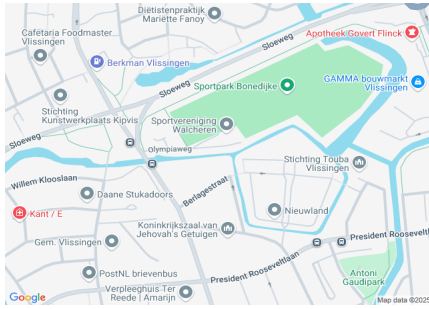 Diëtistenpraktijk
Mariëtte Fanoy
Apotheek Govert Flinck
Cafetaria Foodmaster
Vlissingen
Sloeweg
Berkman Vlissingen
GAMMA bouwmarkt
Vlissingen
Sloeweg
Sportpark Bonedijke
Stichting
Kunstwerkplaats Kipvis
Sportvereniging
Walcheren
Sloeweg
Olympiaweg
Stichting Touba
Vlissingen
Willem Klooslaan
Daane Stukadoors
Berlagestraat
Kant / E
Nieuwland
Koninkrijkszaal van
Jehovah's Getuigen
Gem. Vlissingen
President Rooseveltlaan
PostNL brievenbus
President Rooseveltlaan
Antoni
Gaudipark
Verpleeghuis Ter
Reede | Amarijn
Google
Map data ©2025